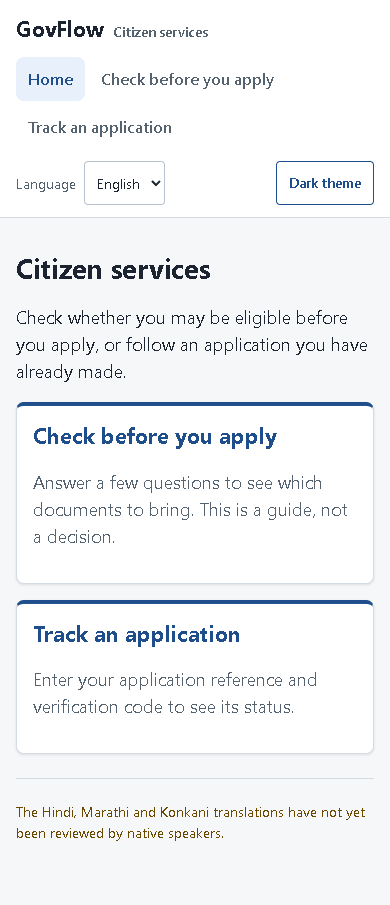 GovFlow Citizen services
Home Check before you apply
Track an application
Language English Dark theme
Citizen services
Check whether you may be eligible before
you apply, or follow an application you have
already made.
Check before you apply
Answer a few questions to see which
documents to bring. This is a guide, not
a decision.
Track an application
Enter your application reference and
verification code to see its status.
The Hindi, Marathi and Konkani translations have not yet
been reviewed by native speakers.